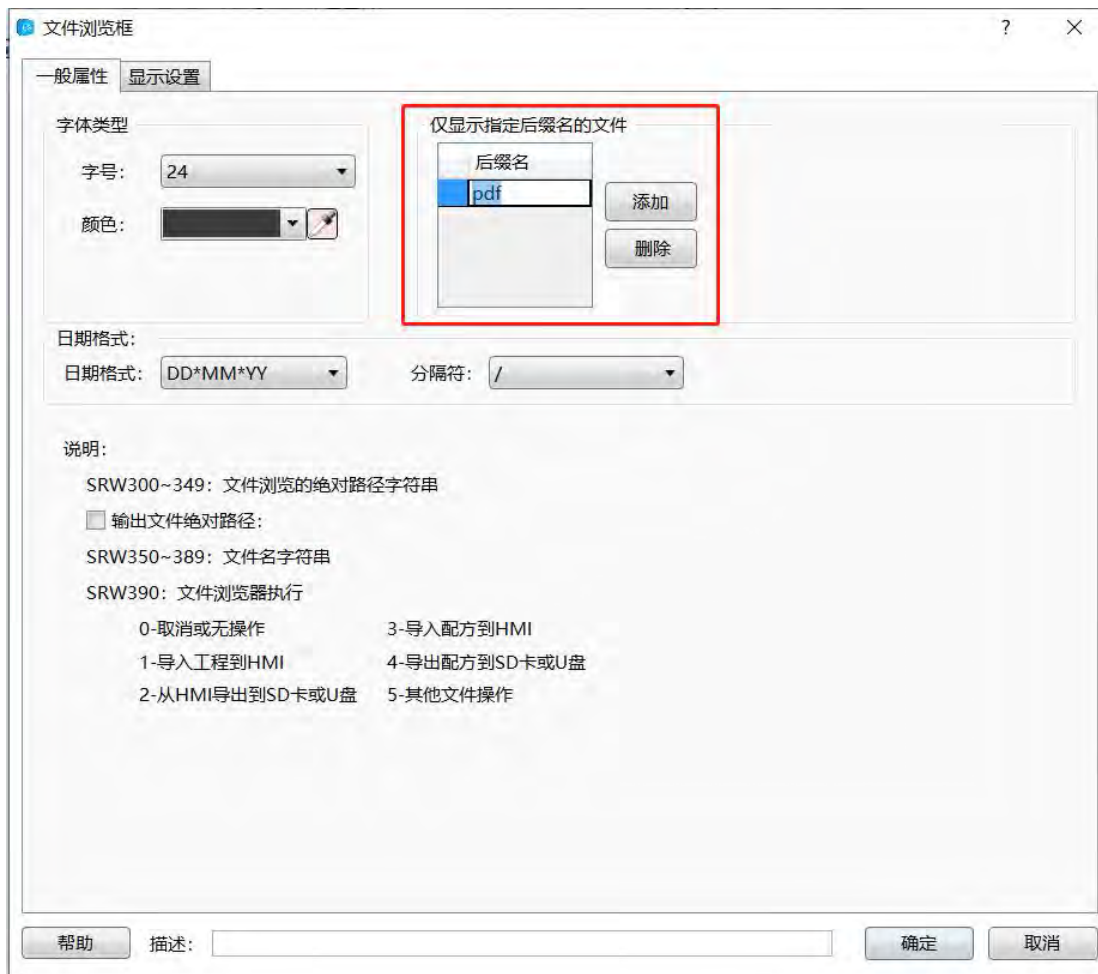 文件浏览框 ?
一般属性 显示设置
字体类型
字号: 24
颜色:
仅显示指定后缀名的文件
后缀名
pdf
添加
删除
日期格式:
日期格式: DD*MM*YY 分隔符: /
说明:
SRW300~349: 文件浏览的绝对路径字符串
输出文件绝对路径:
SRW350~389: 文件名字符串
SRW390: 文件浏览器执行
0-取消或无操作 3-导入配方到HMI
1-导入工程到HMI 4-导出配方到SD卡或U盘
2-从HMI导出到SD卡或U盘 5-其他文件操作
帮助 描述: 确定 取消